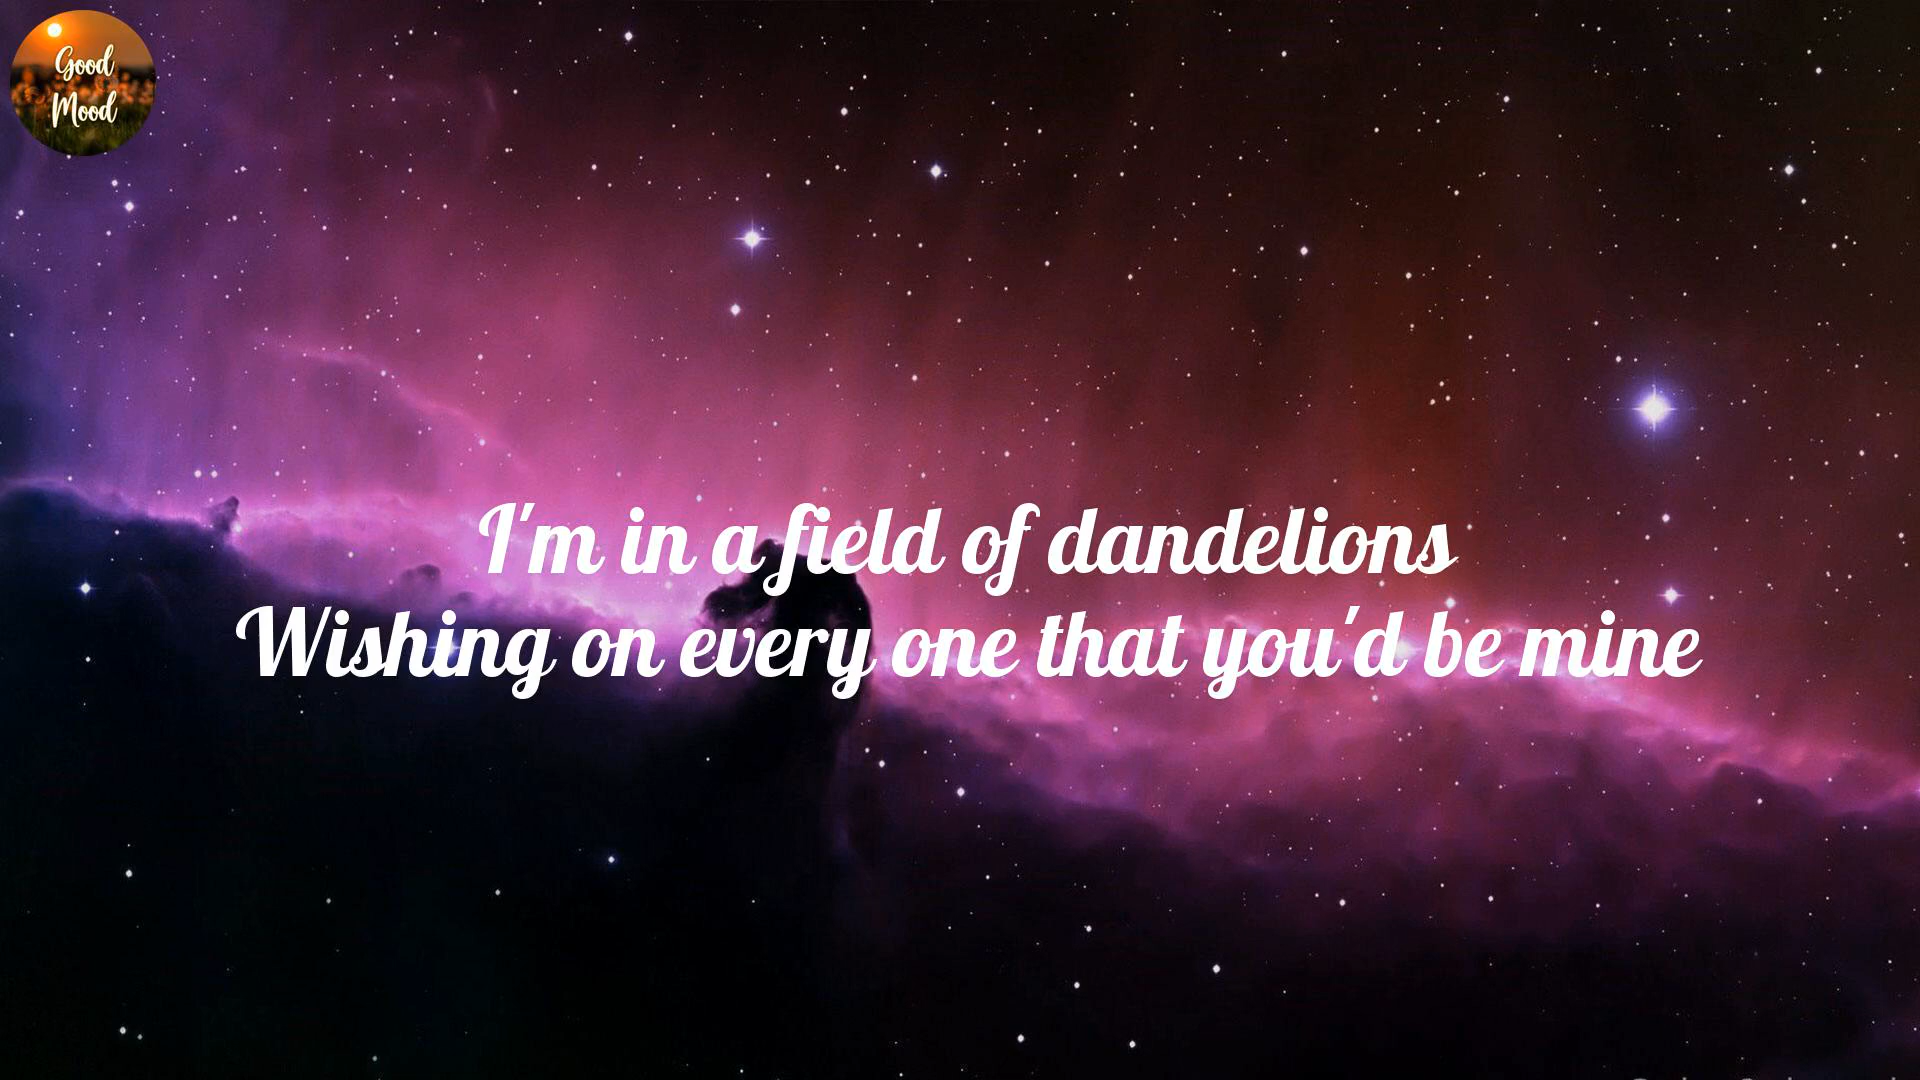 Good
Mood
I'm in a field of dandelions
Wishing on every one that you'd be mine